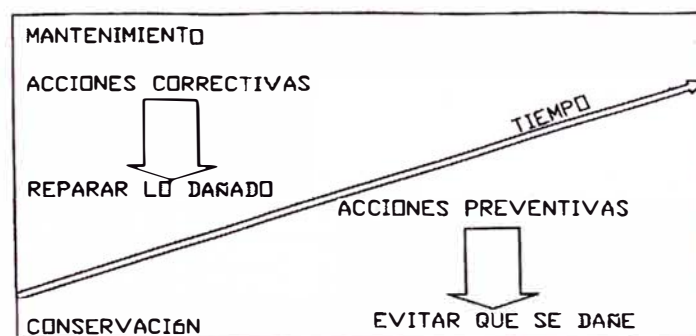 MANTENIMIENTO
ACCIONES CORRECTIVAS
TIEMPO
REPARAR LO DAÑADO
ACCIONES PREVENTIVAS
CONSERVACIóN
EVITAR QUE SE DAÑE